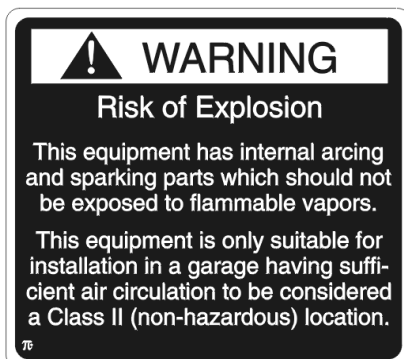 WARNING
Risk of Explosion
This equipment has internal arcing
and sparking parts which should not
be exposed to flammable vapors.
This equipment is only suitable for
installation in a garage having suffi-
cient air circulation to be considered
a Class II (non-hazardous) location.